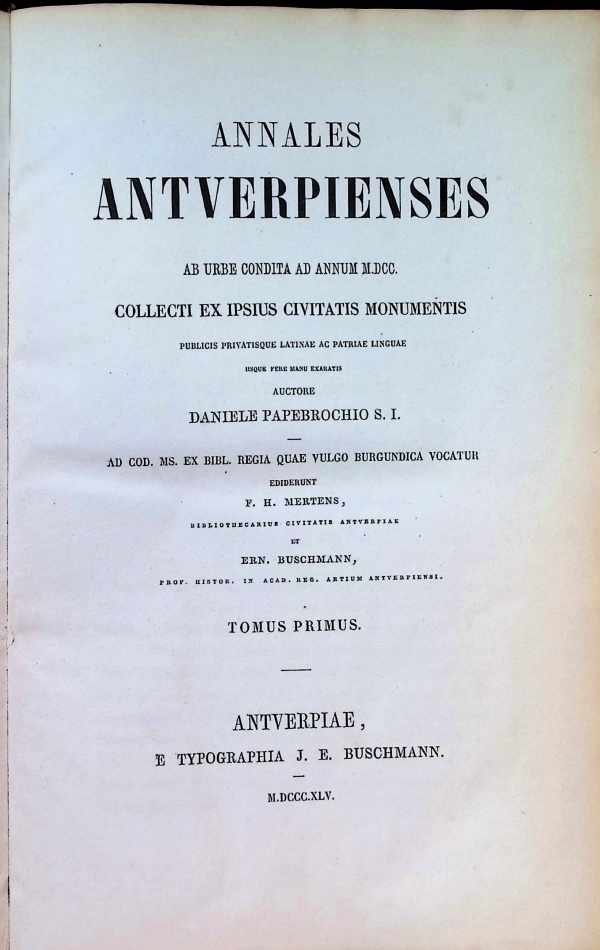 ANNALES
ANTVERPIENSES
AB URBE CONDITA AD ANNUM M.DCC.
COLLECTI EX IPSIUS CIVITATIS MONUMENTIS
PUBLICIS PRIVATISQUE LATINAE AC PATRIAE LINGUAE
IISQUE FERE MANU EXARATIS
AUCTORE
DANIELE PAPEBROCHIO S. I.
AD COD. MS. EX BIBL. REGIA QUAE VULGO BURGUNDICA VOCATUR
EDIDERUNT
F. H. MERTENS,
BIBLIOTHECARIUS CIVITATIS ANTVERPIAE
ET
ERN. BUSCHMANN,
PROF. HISTOR. IN ACAD. REG. ARTIUM ANTVERPIENSI.
TOMUS PRIMUS.
ANTVERPIAE,
E TYPOGRAPHIA J. E. BUSCHMANN.
M.DCCC.XLV.